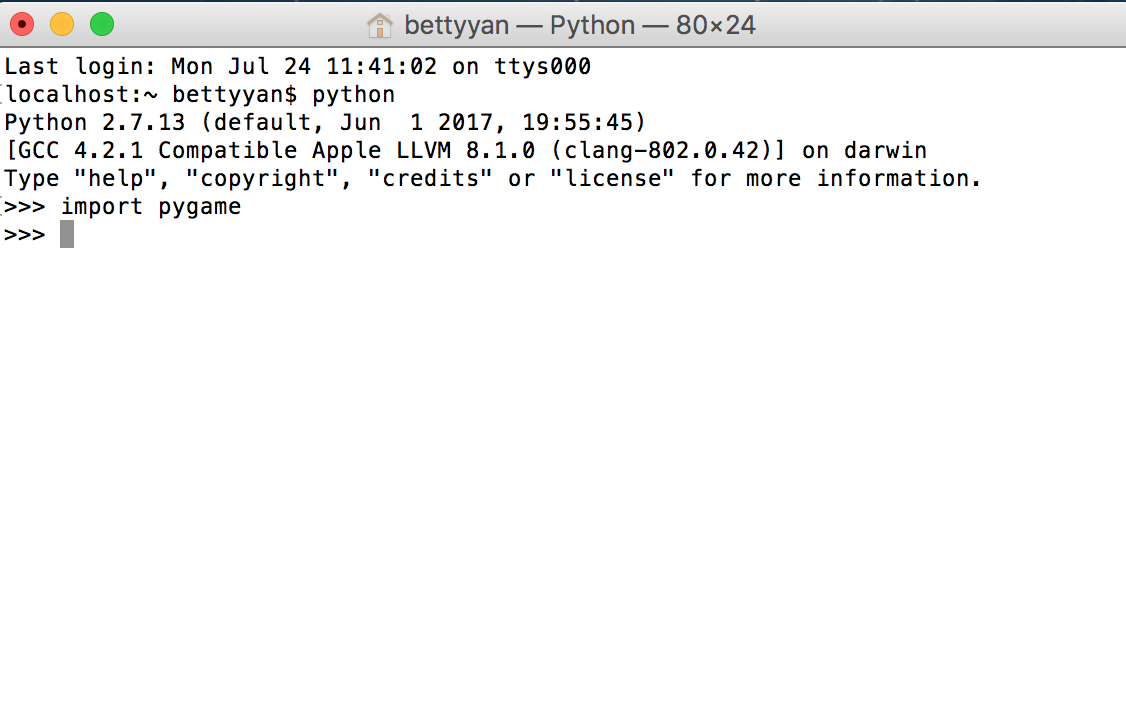 bettyyan — Python — 80×24
Last login: Mon Jul 24 11:41:02 on ttys000
[localhost:~ bettyyan$ python
Python 2.7.13 (default, Jun  1 2017, 19:55:45)
[GCC 4.2.1 Compatible Apple LLVM 8.1.0 (clang-802.0.42)] on darwin
Type "help", "copyright", "credits" or "license" for more information.
[>>> import pygame
>>>